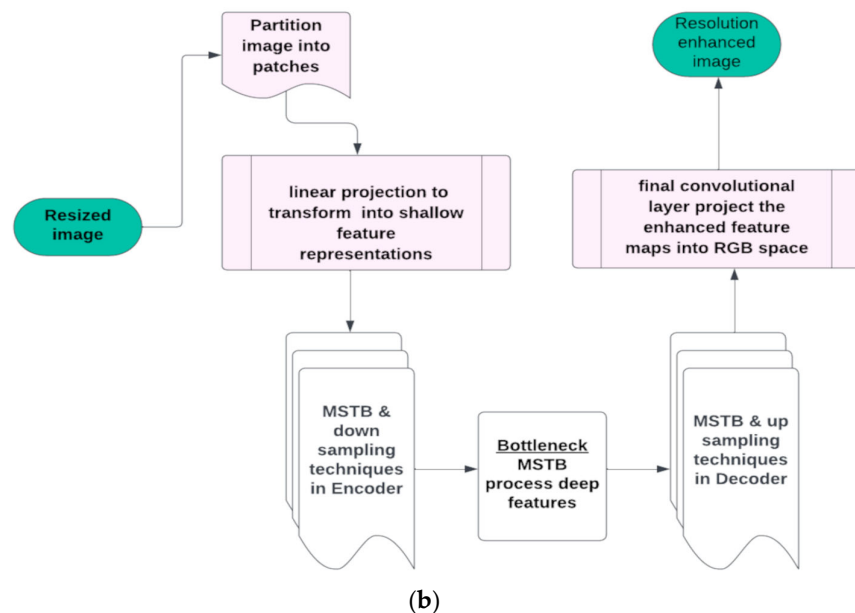 Partition
image into
patches
Resolution
enhanced
image
Resized
image
linear projection to
transform into shallow
feature
representations
final convolutional
layer project the
enhanced feature
maps into RGB space
MSTB &
down
sampling
techniques
in Encoder
Bottleneck
MSTB
process deep
features
MSTB & up
sampling
techniques
in Decoder
(b)